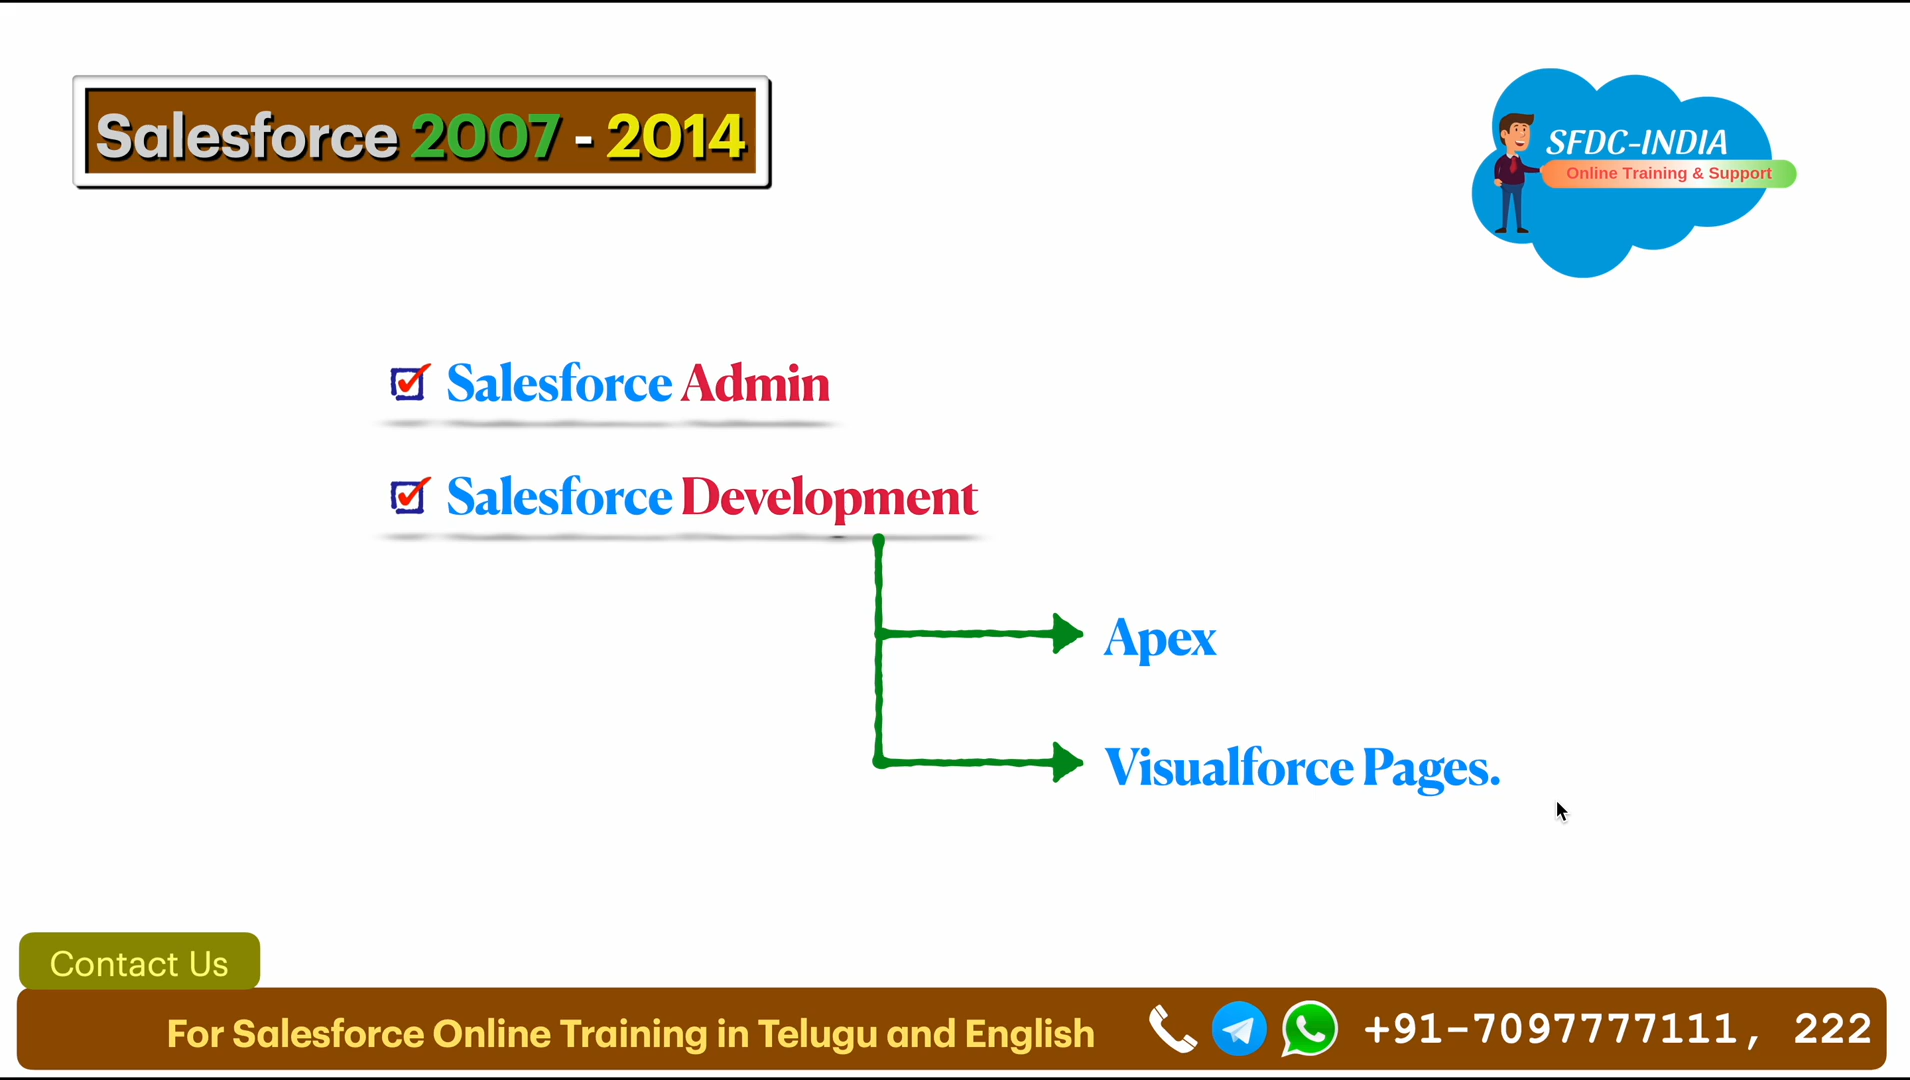 Salesforce 2007 - 2014
SFDC-INDIA
Online Training & Support
Salesforce Admin
Salesforce Development
Apex
Visualforce Pages.
Contact Us
For Salesforce Online Training in Telugu and English
+91-7097777111, 222